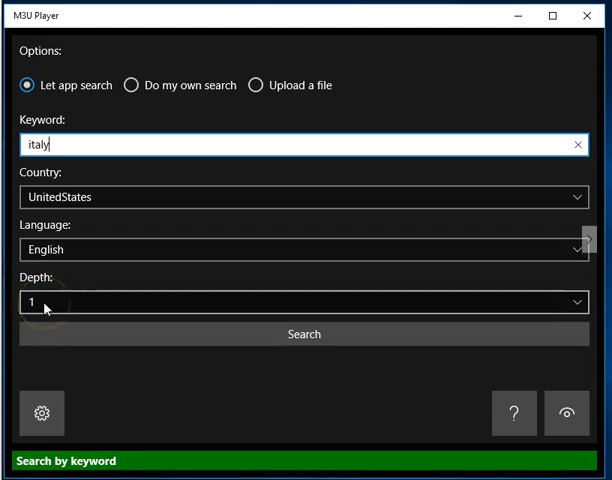 M3U Player
Options:
Let app search Do my own search Upload a file
Keyword:
italy
Country:
UnitedStates
Language:
English
Depth:
1
Search
?
Search by keyword